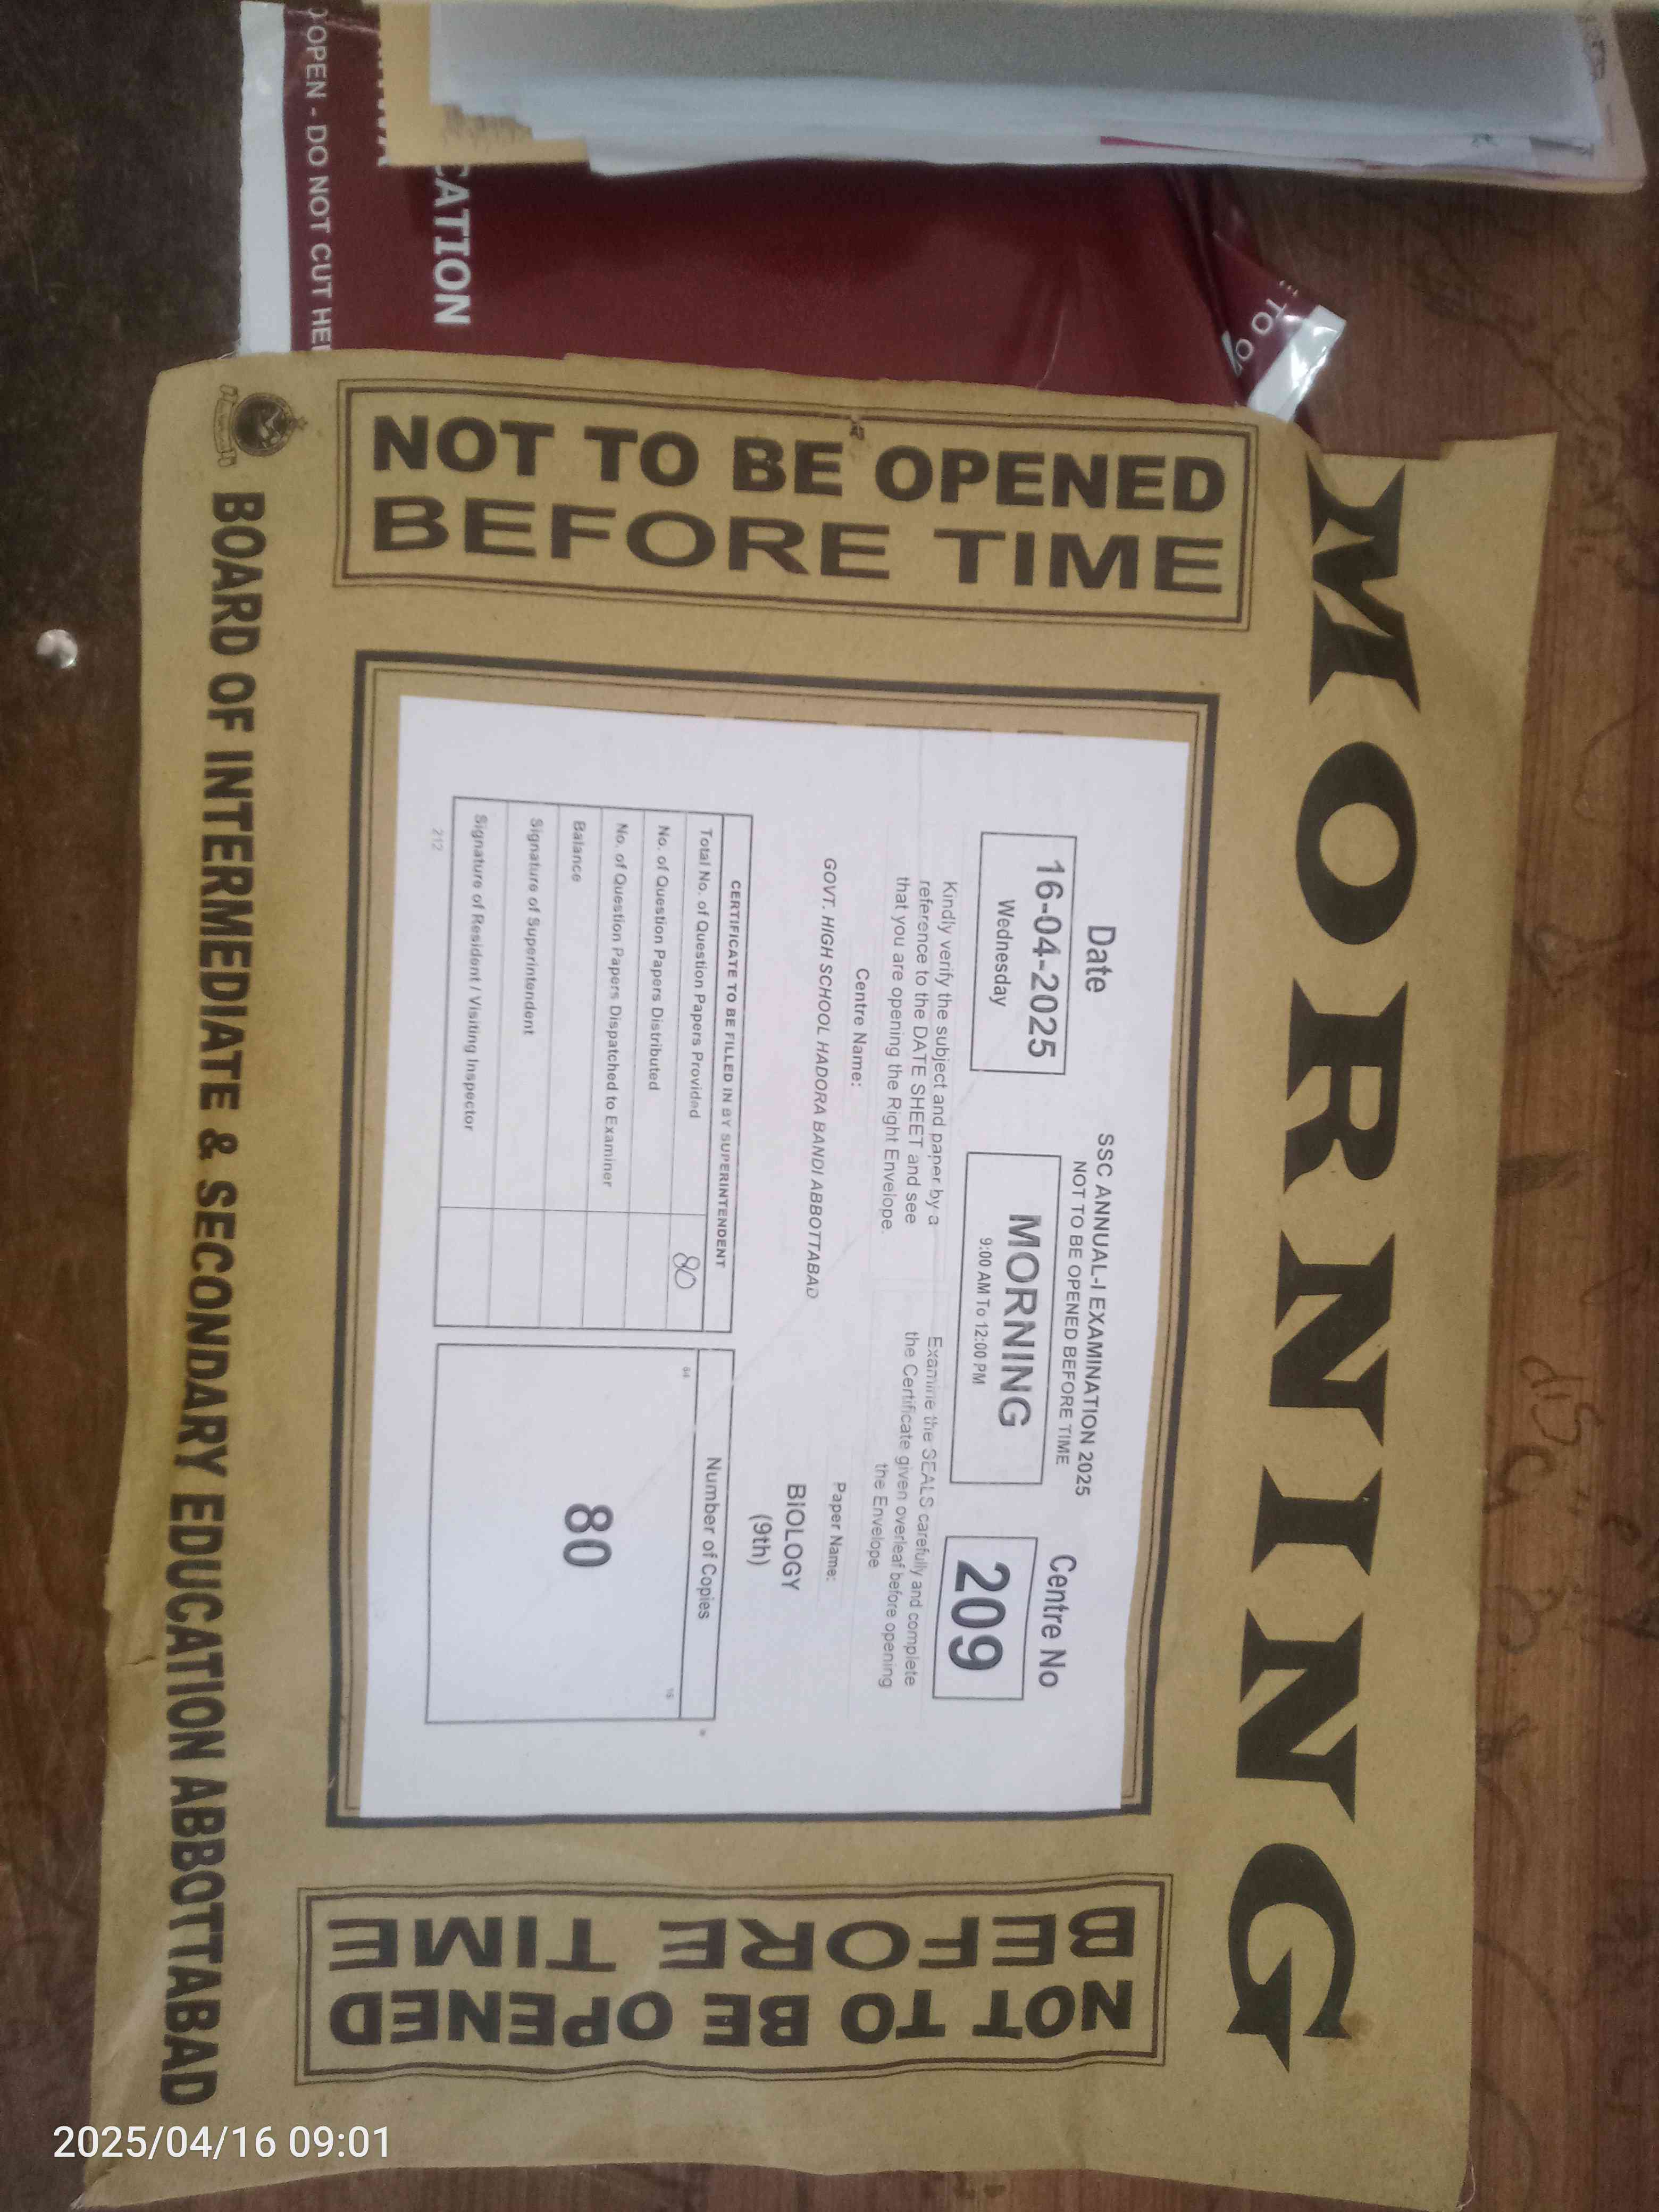 OPEN - DO NOT CUT HE
CATION
TO
MORNING
NOT TO BE OPENED
BEFORE TIME
Date
16-04-2025
Wednesday
SSC ANNUAL-I EXAMINATION 2025
NOT TO BE OPENED BEFORE TIME
MORNING
9:00 AM To 12:00 PM
Centre No
209
Kindly verify the subject and paper by a
reference to the DATE SHEET and see
that you are opening the Right Envelope.
Examine the SEALS carefully and complete
the Certificate given overleaf before opening
the Envelope
Centre Name:
GOVT. HIGH SCHOOL HADORA BANDI ABBOTTABAD
Paper Name:
BIOLOGY
(9th)
CERTIFICATE TO BE FILLED IN BY SUPERINTENDENT
Total No. of Question Papers Provided 80
No. of Question Papers Distributed
No. of Question Papers Dispatched to Examiner
Balance
Signature of Superintendent
Signature of Resident / Visiting Inspector
212
Number of Copies
80
NOT TO BE OPENED
BEFORE TIME
BOARD OF INTERMEDIATE & SECONDARY EDUCATION ABBOTTABAD
2025/04/16 09:01